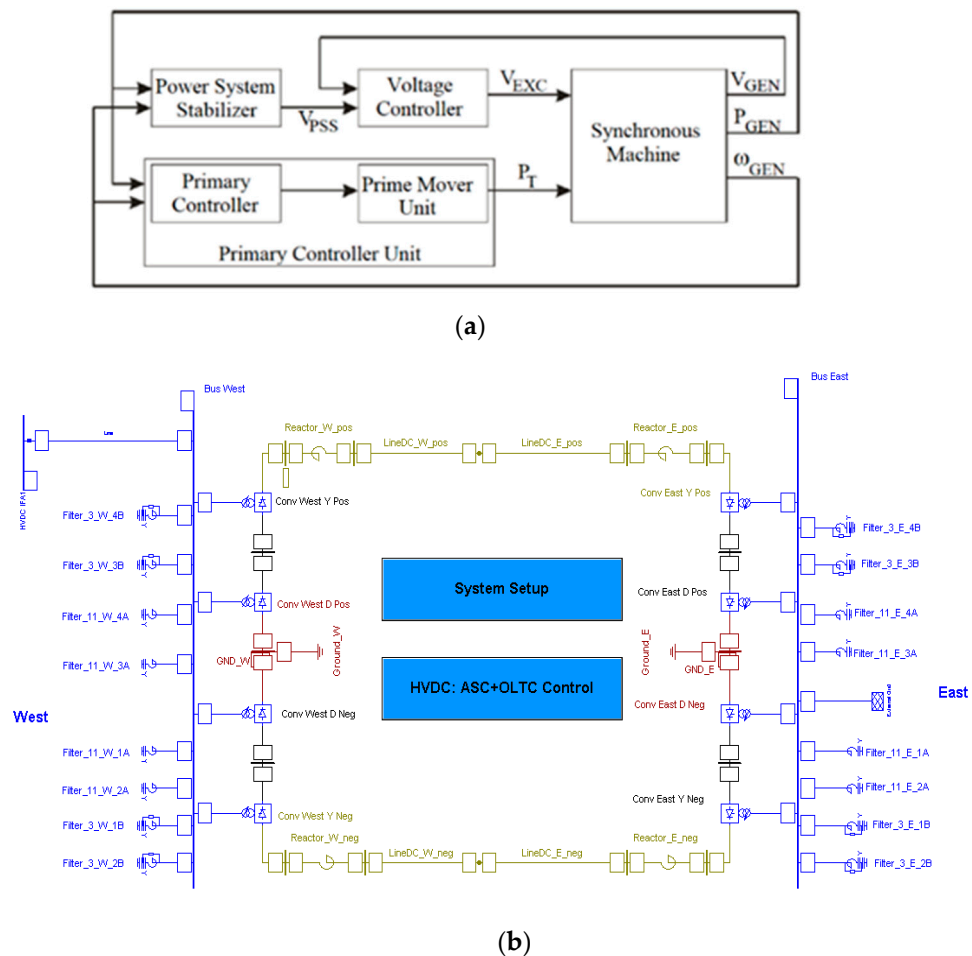 Power System
Stabilizer
V_PSS
Voltage
Controller
V_EXC
Synchronous
Machine
V_GEN
P_GEN
ω_GEN
Primary
Controller
Prime Mover
Unit
P_T
Primary Controller Unit
(a)
Bus West
Bus East
Line
HVDC IFA1
Reactor_W_pos
LineDC_W_pos
LineDC_E_pos
Reactor_E_pos
Conv West Y Pos
Conv East Y Pos
Filter_3_W_4B
Filter_3_E_4B
Filter_3_W_3B
Filter_3_E_3B
System Setup
Conv West D Pos
Conv East D Pos
Filter_11_W_4A
Filter_11_E_4A
Filter_11_W_3A
Filter_11_E_3A
GND_W
Ground_W
Ground_E
GND_E
HVDC: ASC+OLTC Control
West
East
Conv West D Neg
Conv East D Neg
Filter_11_W_1A
Filter_11_E_1A
Filter_11_W_2A
Filter_11_E_2A
Conv West Y Neg
Conv East Y Neg
Filter_3_W_1B
Filter_3_E_1B
Reactor_W_neg
LineDC_W_neg
LineDC_E_neg
Reactor_E_neg
Filter_3_W_2B
Filter_3_E_2B
(b)